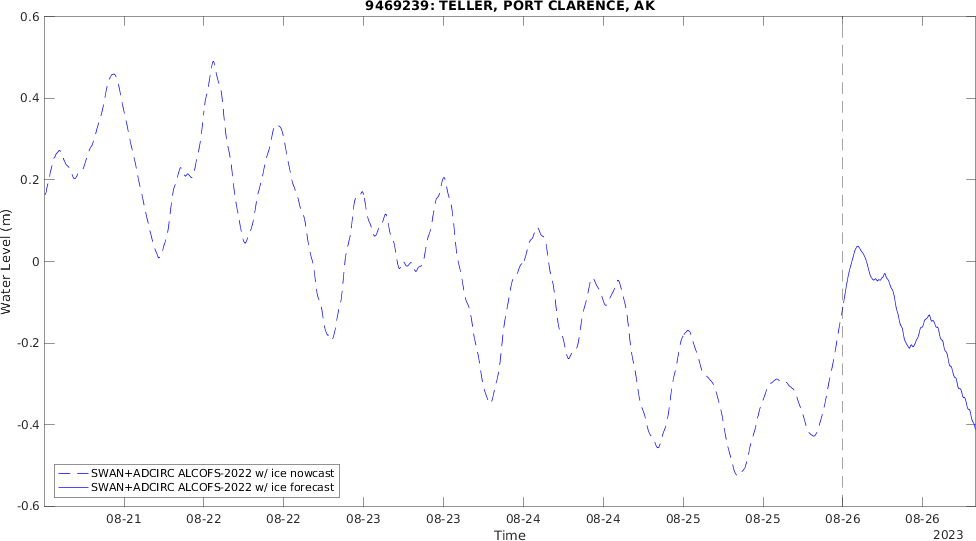 9469239: TELLER, PORT CLARENCE, AK
Water Level (m)
0.6
0.4
0.2
0
-0.2
-0.4
-0.6
SWAN+ADCIRC ALCOFS-2022 w/ ice nowcast
SWAN+ADCIRC ALCOFS-2022 w/ ice forecast
08-21 08-22 08-22 08-23 08-23 08-24 08-24 08-25 08-25 08-26 08-26
Time
2023